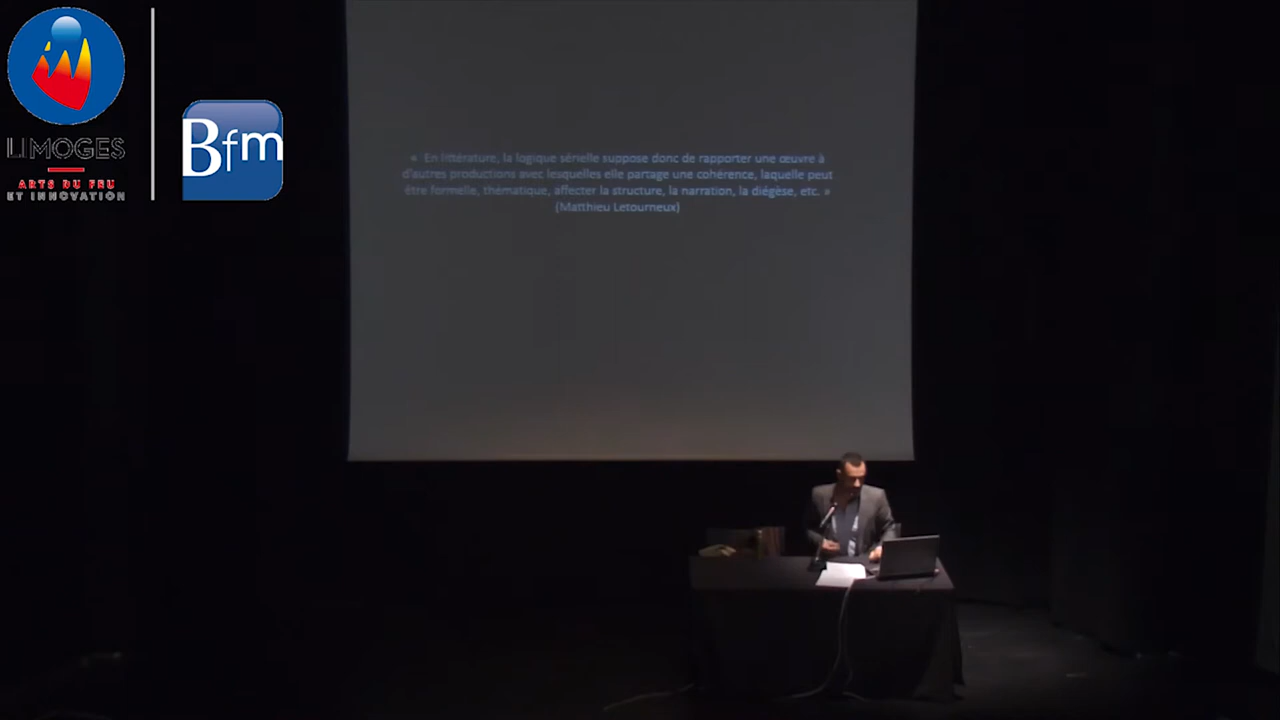 LIMOGES
ARTS DU FEU
ET INNOVATION
Bfm
« En littérature, la logique sérielle suppose donc de rapporter une œuvre à
d'autres productions avec lesquelles elle partage une cohérence, laquelle peut
être formelle, thématique, affecter la structure, la narration, la diégèse, etc. »
(Matthieu Letourneux)